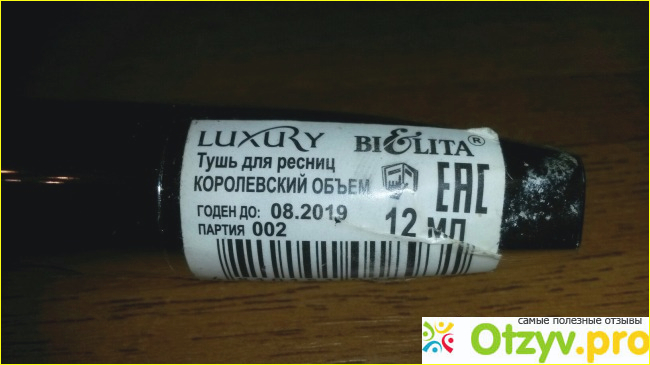 LUXURY BIELITA®
Тушь для ресниц
КОРОЛЕВСКИЙ ОБЪЕМ
EAC
ГОДЕН ДО: 08.2019
12 мл
ПАРТИЯ 002
самые полезные отзывы
Otzyv.pro